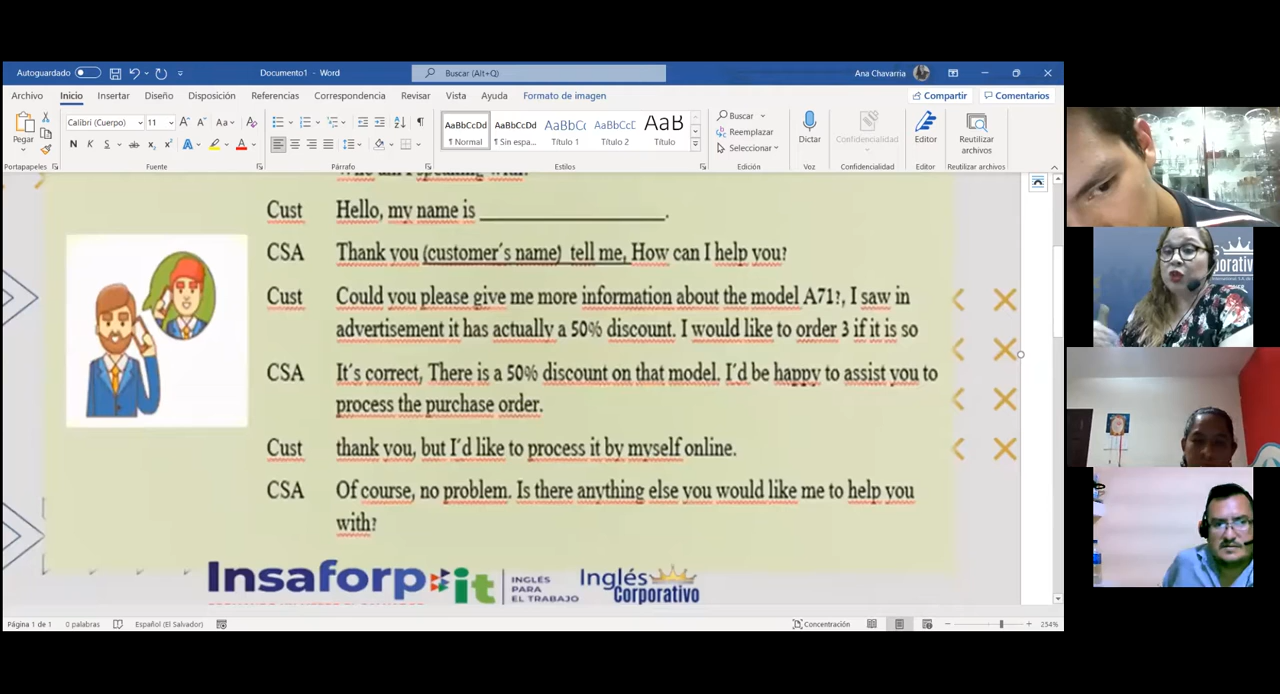 Autoguardado
Documento1 - Word
Buscar (Alt+Q)
Ana Chavarria
Archivo Inicio Insertar Diseño Disposición Referencias Correspondencia Revisar Vista Ayuda Formato de imagen
Compartir Comentarios
Pegar
Calibri (Cuerpo) 11
AaBbCcDd AaBbCcDd AaBbCc AaBbCcD AaB
¶ Normal ¶ Sin espa... Título 1 Título 2 Título
Buscar
Reemplazar
Seleccionar
Dictar
Confidencialidad
Editor
Reutilizar archivos
Portapapeles Fuente Párrafo Estilos Edición Voz Confidencialidad Editor Reutilizar archivos
Who am I speaking with?
Cust Hello, my name is ____________________.
CSA Thank you (customer´s name) tell me, How can I help you?
Cust Could you please give me more information about the model A71?, I saw in
advertisement it has actually a 50% discount. I would like to order 3 if it is so
CSA It´s correct, There is a 50% discount on that model. I´d be happy to assist you to
process the purchase order.
Cust thank you, but I´d like to process it by myself online.
CSA Of course, no problem. Is there anything else you would like me to help you
with?
Insaforp it INGLÉS PARA EL TRABAJO Inglés Corporativo
Página 1 de 1 0 palabras Español (El Salvador) Concentración 254%